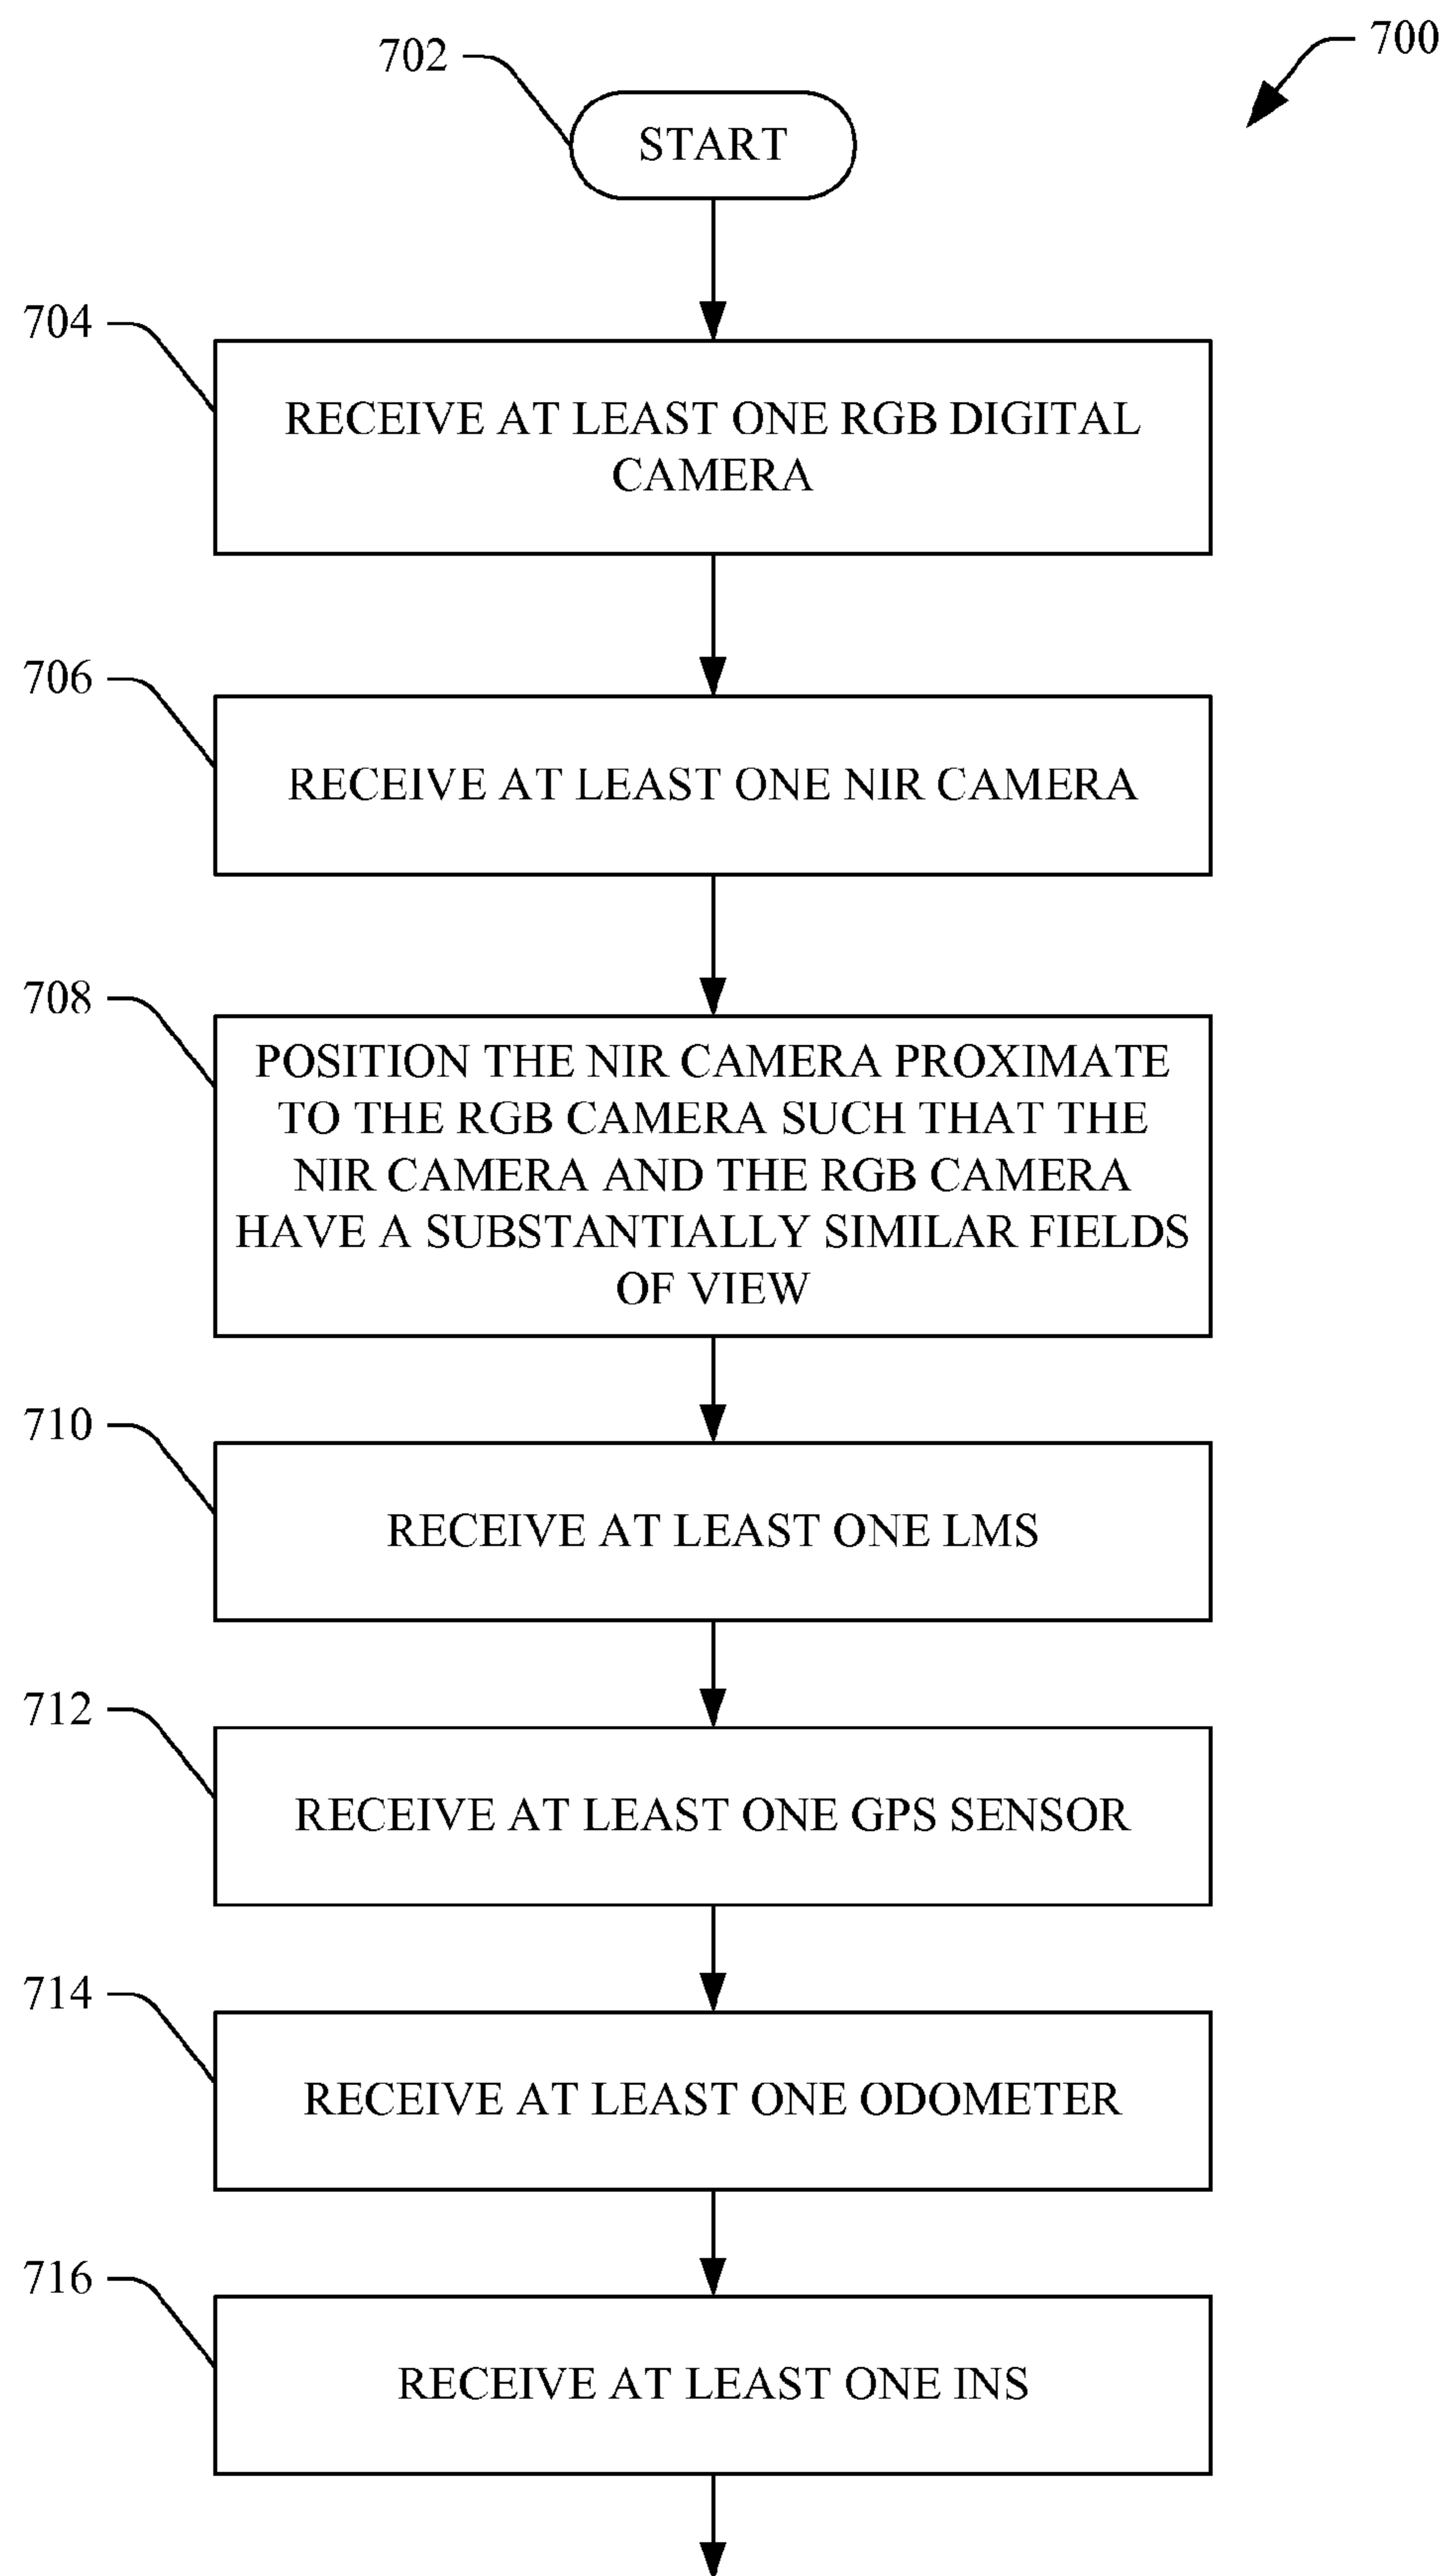 700
702
START
704
RECEIVE AT LEAST ONE RGB DIGITAL
CAMERA
706
RECEIVE AT LEAST ONE NIR CAMERA
708
POSITION THE NIR CAMERA PROXIMATE
TO THE RGB CAMERA SUCH THAT THE
NIR CAMERA AND THE RGB CAMERA
HAVE A SUBSTANTIALLY SIMILAR FIELDS
OF VIEW
710
RECEIVE AT LEAST ONE LMS
712
RECEIVE AT LEAST ONE GPS SENSOR
714
RECEIVE AT LEAST ONE ODOMETER
716
RECEIVE AT LEAST ONE INS